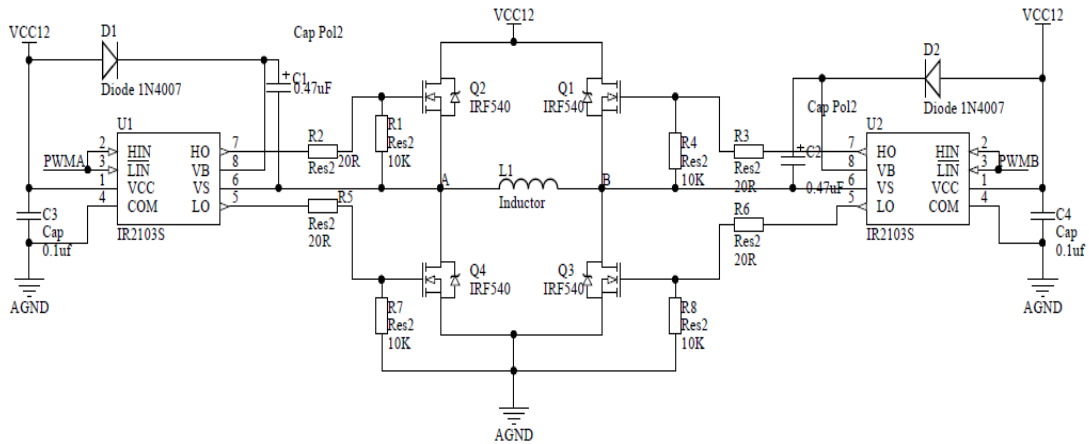 VCC12
D1
Diode 1N4007
Cap Pol2
C1
0.47uF
VCC12
Q2
IRF540
Q1
IRF540
VCC12
D2
Diode 1N4007
Cap Pol2
U1
2 HIN HO 7
3 LIN VB 8
1 VCC VS 6
4 COM LO 5
IR2103S
PWMA
R2
Res2
20R
R1
Res2
10K
R4
Res2
10K
R3
Res2
20R
C2
0.47uF
U2
7 HO HIN 2
8 VB LIN 3
6 VS VCC 1
5 LO COM 4
IR2103S
PWMB
C3
Cap
0.1uf
AGND
A
L1
Inductor
B
R5
Res2
20R
R6
Res2
20R
C4
Cap
0.1uf
AGND
Q4
IRF540
Q3
IRF540
R7
Res2
10K
R8
Res2
10K
AGND